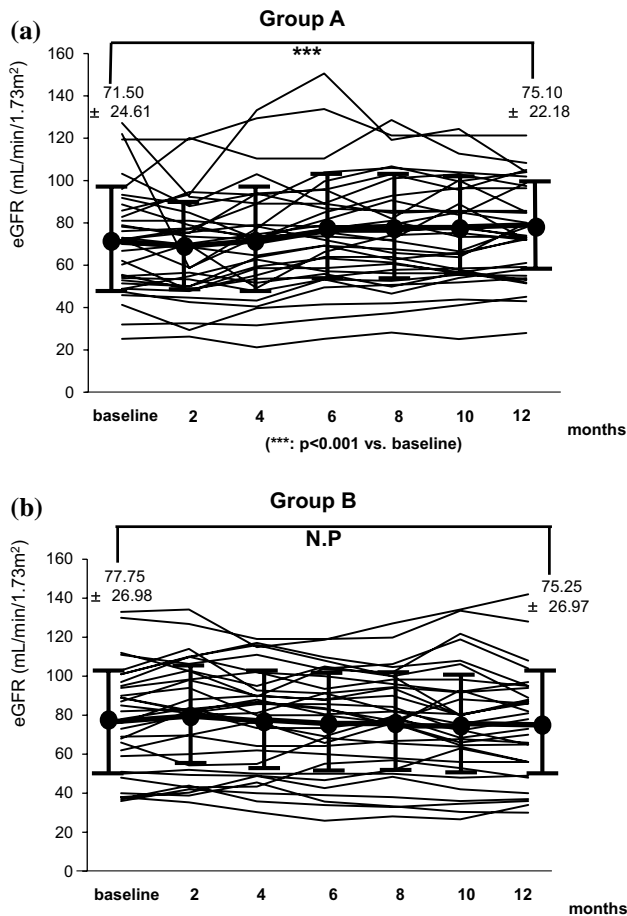 (a)
Group A
***
eGFR (mL/min/1.73m²)
160
140
120
100
80
60
40
20
0
71.50
± 24.61
75.10
± 22.18
baseline 2 4 6 8 10 12 months
(***: p<0.001 vs. baseline)
(b)
Group B
N.P
eGFR (mL/min/1.73m²)
160
140
120
100
80
60
40
20
0
77.75
± 26.98
75.25
± 26.97
baseline 2 4 6 8 10 12 months